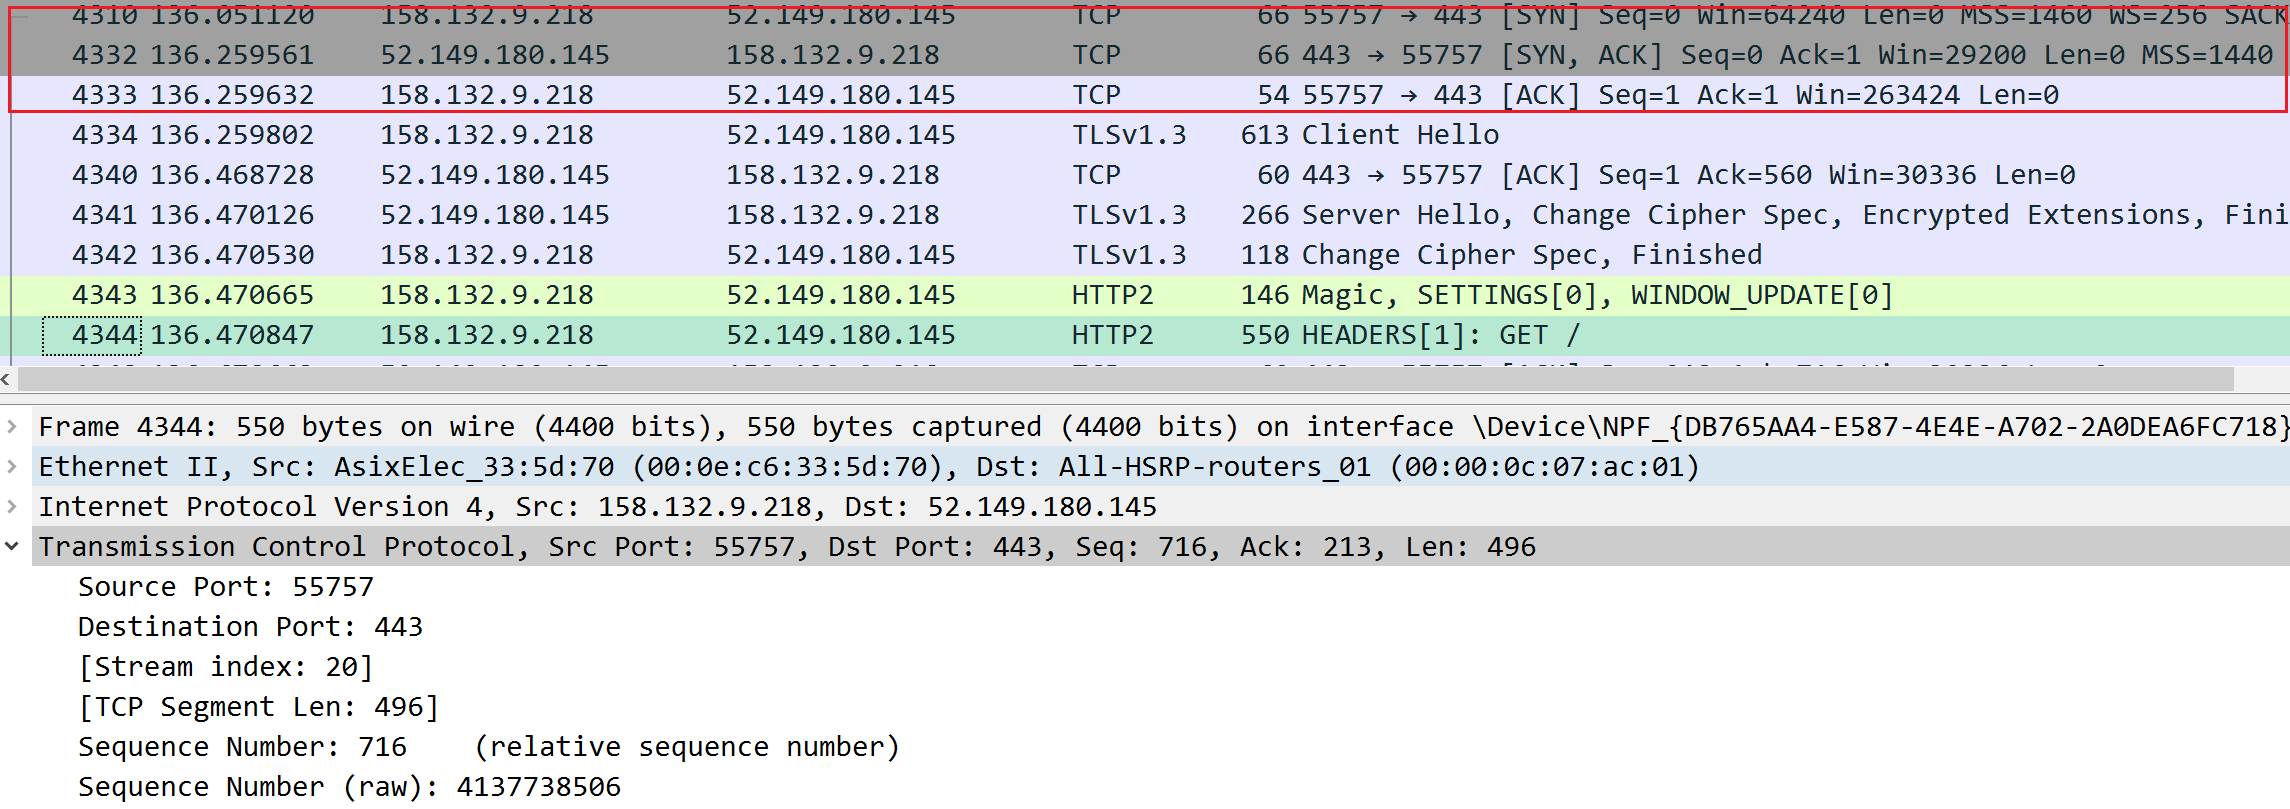 4310 136.051120 158.132.9.218 52.149.180.145 TCP 66 55757 → 443 [SYN] Seq=0 Win=64240 Len=0 MSS=1460 WS=256 SACK
4332 136.259561 52.149.180.145 158.132.9.218 TCP 66 443 → 55757 [SYN, ACK] Seq=0 Ack=1 Win=29200 Len=0 MSS=1440
4333 136.259632 158.132.9.218 52.149.180.145 TCP 54 55757 → 443 [ACK] Seq=1 Ack=1 Win=263424 Len=0
4334 136.259802 158.132.9.218 52.149.180.145 TLSv1.3 613 Client Hello
4340 136.468728 52.149.180.145 158.132.9.218 TCP 60 443 → 55757 [ACK] Seq=1 Ack=560 Win=30336 Len=0
4341 136.470126 52.149.180.145 158.132.9.218 TLSv1.3 266 Server Hello, Change Cipher Spec, Encrypted Extensions, Fini
4342 136.470530 158.132.9.218 52.149.180.145 TLSv1.3 118 Change Cipher Spec, Finished
4343 136.470665 158.132.9.218 52.149.180.145 HTTP2 146 Magic, SETTINGS[0], WINDOW_UPDATE[0]
4344 136.470847 158.132.9.218 52.149.180.145 HTTP2 550 HEADERS[1]: GET /
Frame 4344: 550 bytes on wire (4400 bits), 550 bytes captured (4400 bits) on interface \Device\NPF_{DB765AA4-E587-4E4E-A702-2A0DEA6FC718}
Ethernet II, Src: AsixElec_33:5d:70 (00:0e:c6:33:5d:70), Dst: All-HSRP-routers_01 (00:00:0c:07:ac:01)
Internet Protocol Version 4, Src: 158.132.9.218, Dst: 52.149.180.145
Transmission Control Protocol, Src Port: 55757, Dst Port: 443, Seq: 716, Ack: 213, Len: 496
Source Port: 55757
Destination Port: 443
[Stream index: 20]
[TCP Segment Len: 496]
Sequence Number: 716 (relative sequence number)
Sequence Number (raw): 4137738506